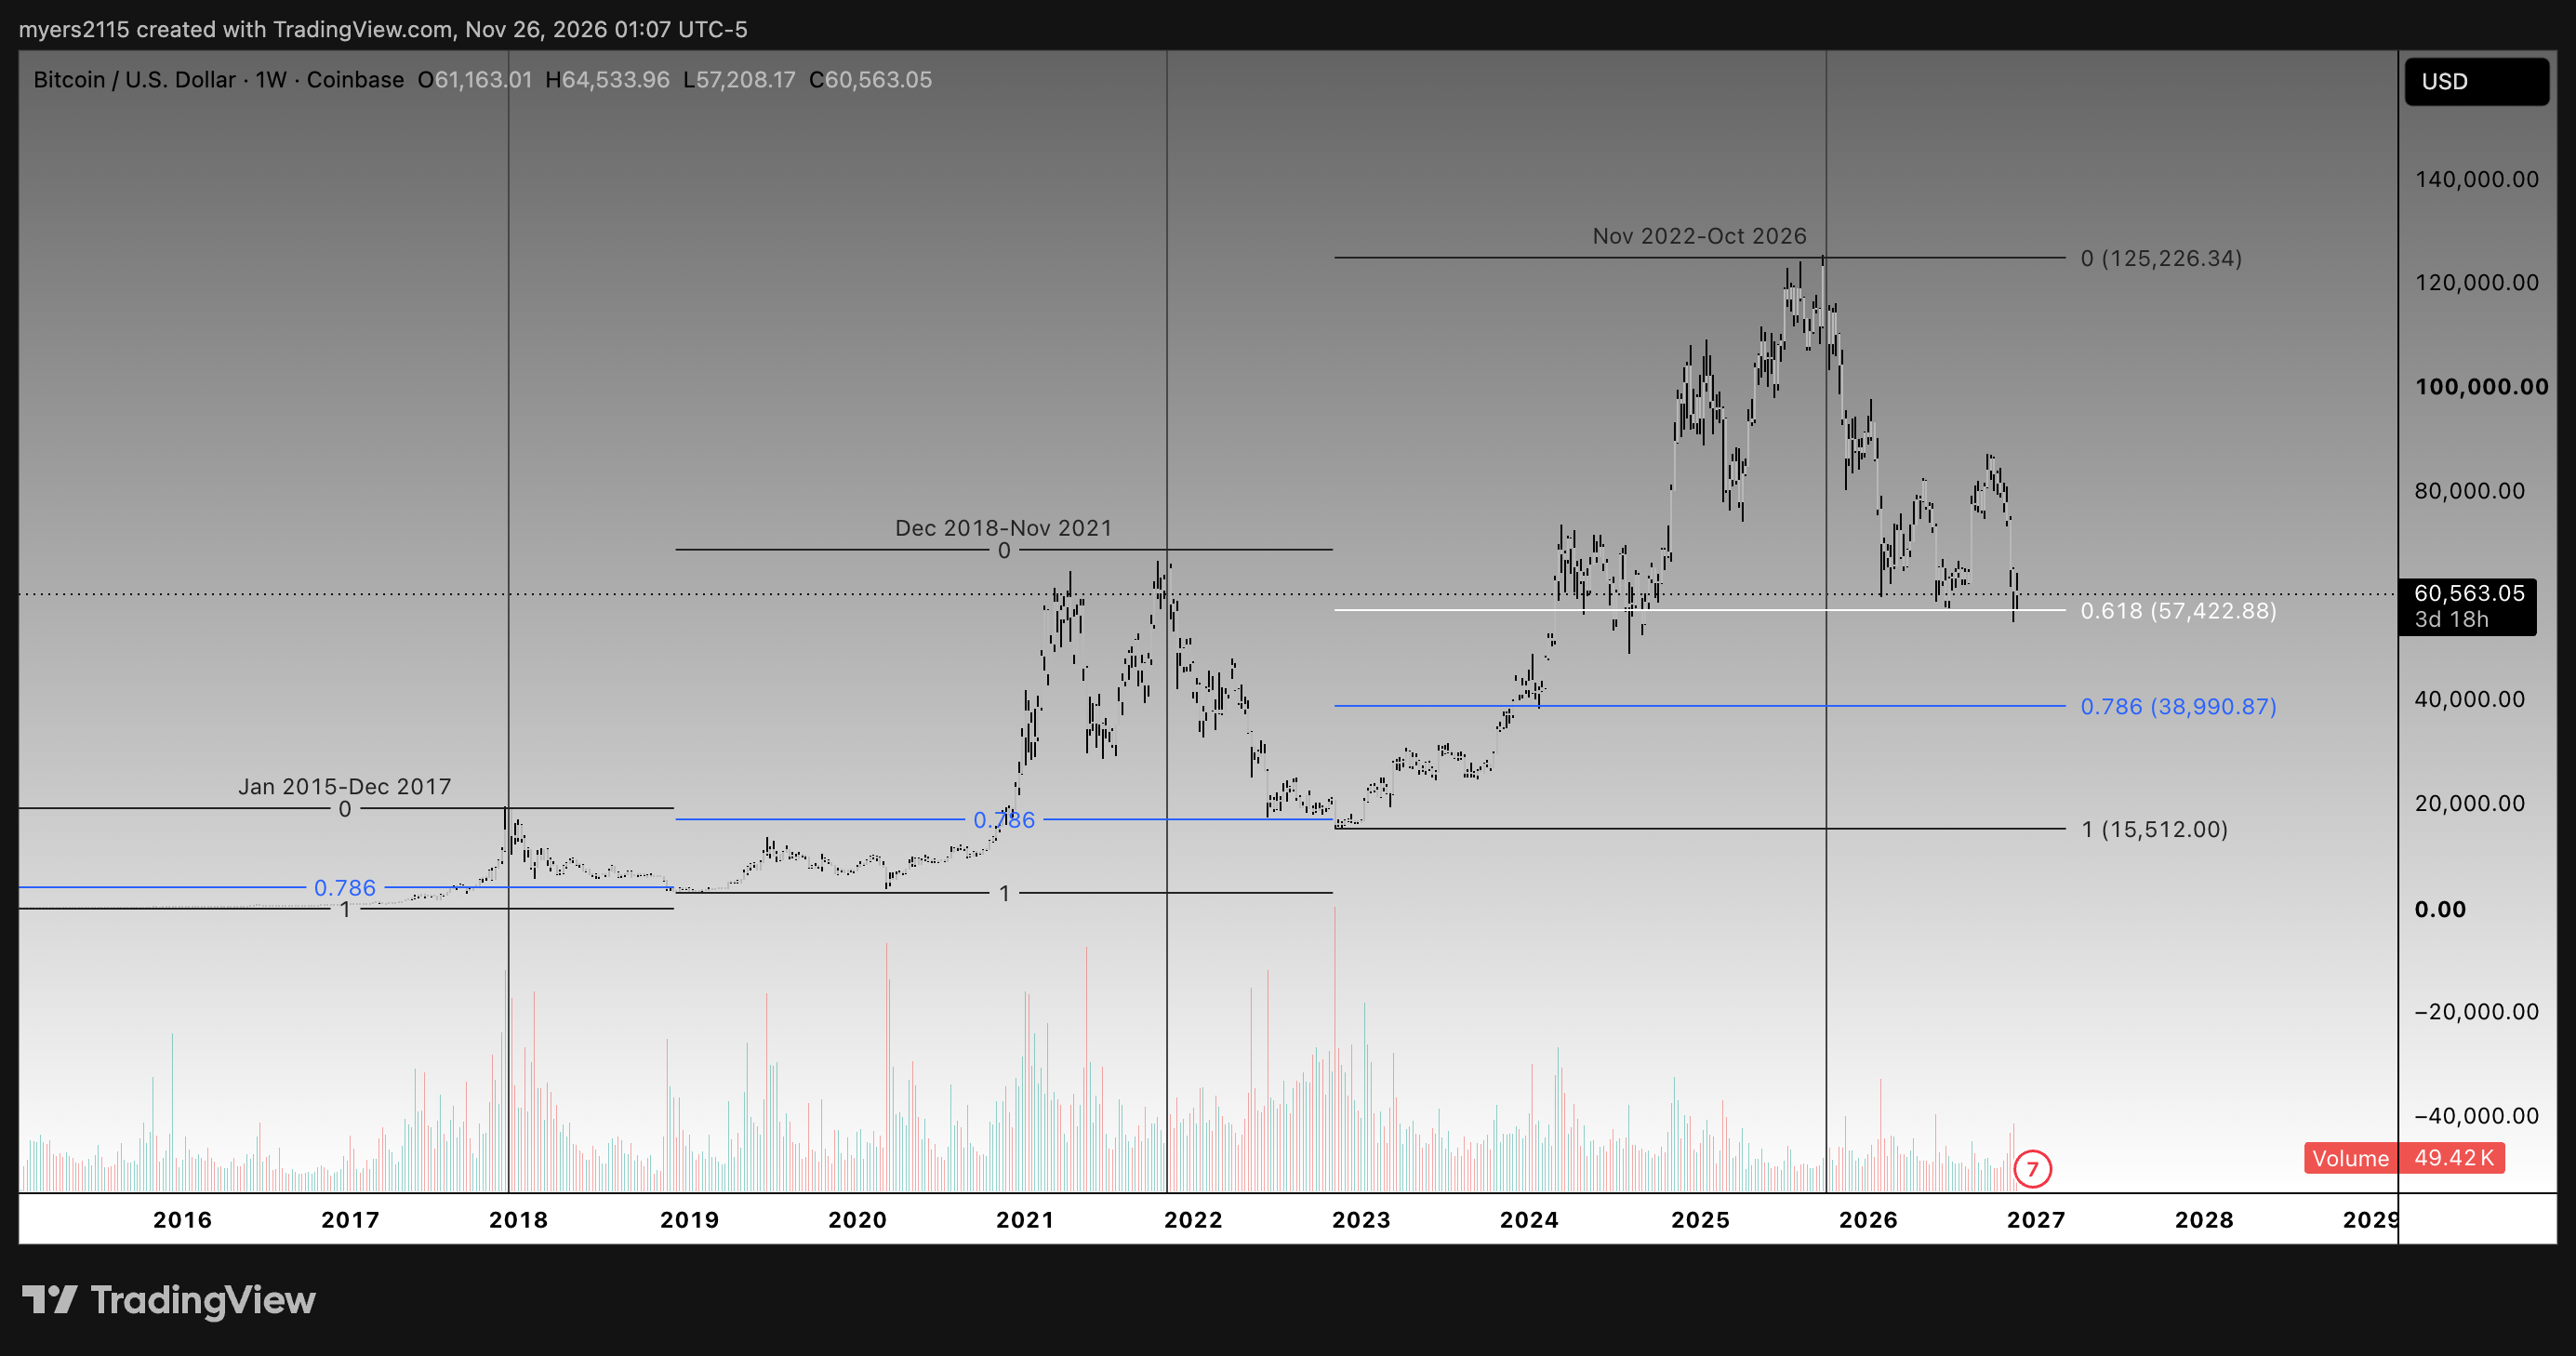 myers2115 created with TradingView.com, Nov 26, 2026 01:07 UTC-5
Bitcoin / U.S. Dollar · 1W · Coinbase O61,163.01 H64,533.96 L57,208.17 C60,563.05
USD
140,000.00
Nov 2022-Oct 2026
0 (125,226.34)
120,000.00
100,000.00
80,000.00
Dec 2018-Nov 2021
0
60,563.05
3d 18h
0.618 (57,422.88)
0.786 (38,990.87)
40,000.00
Jan 2015-Dec 2017
0
20,000.00
0.786
1 (15,512.00)
0.786
1
1
0.00
−20,000.00
−40,000.00
Volume 49.42 K
7
2016 2017 2018 2019 2020 2021 2022 2023 2024 2025 2026 2027 2028 2029
TradingView